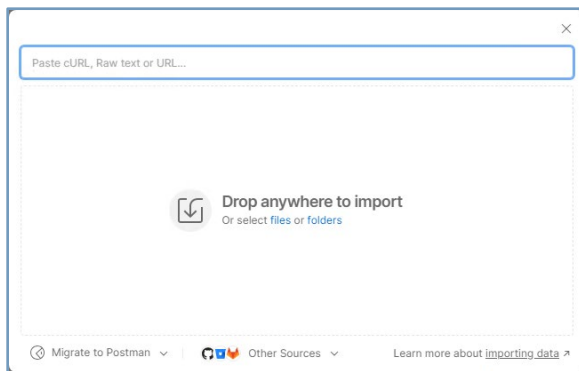 Paste cURL, Raw text or URL...
Drop anywhere to import
Or select files or folders
Migrate to Postman
Other Sources
Learn more about importing data